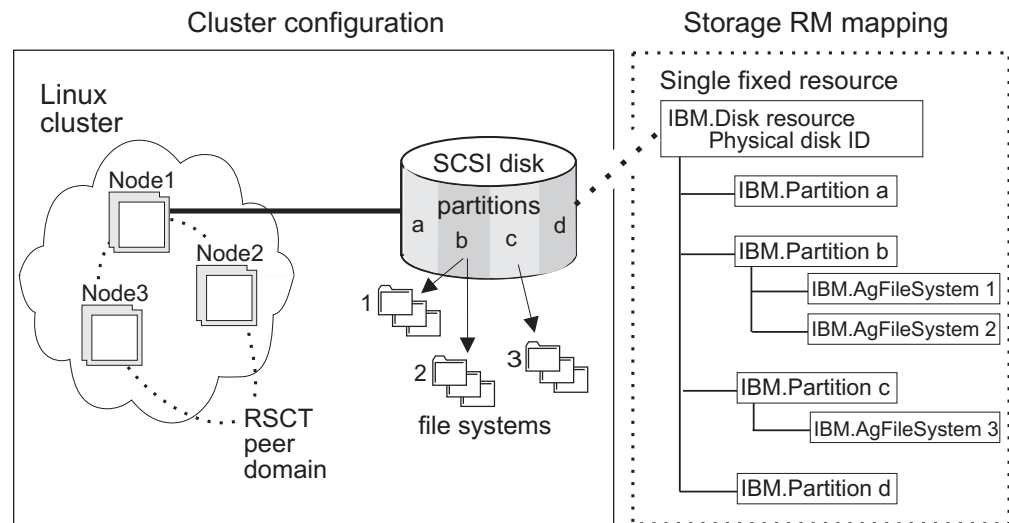 Cluster configuration
Linux
cluster
Node1
Node2
Node3
RSCT
peer
domain
SCSI disk
partitions
a
b
c
d
1
2
3
file systems
Storage RM mapping
Single fixed resource
IBM.Disk resource
Physical disk ID
IBM.Partition a
IBM.Partition b
IBM.AgFileSystem 1
IBM.AgFileSystem 2
IBM.Partition c
IBM.AgFileSystem 3
IBM.Partition d